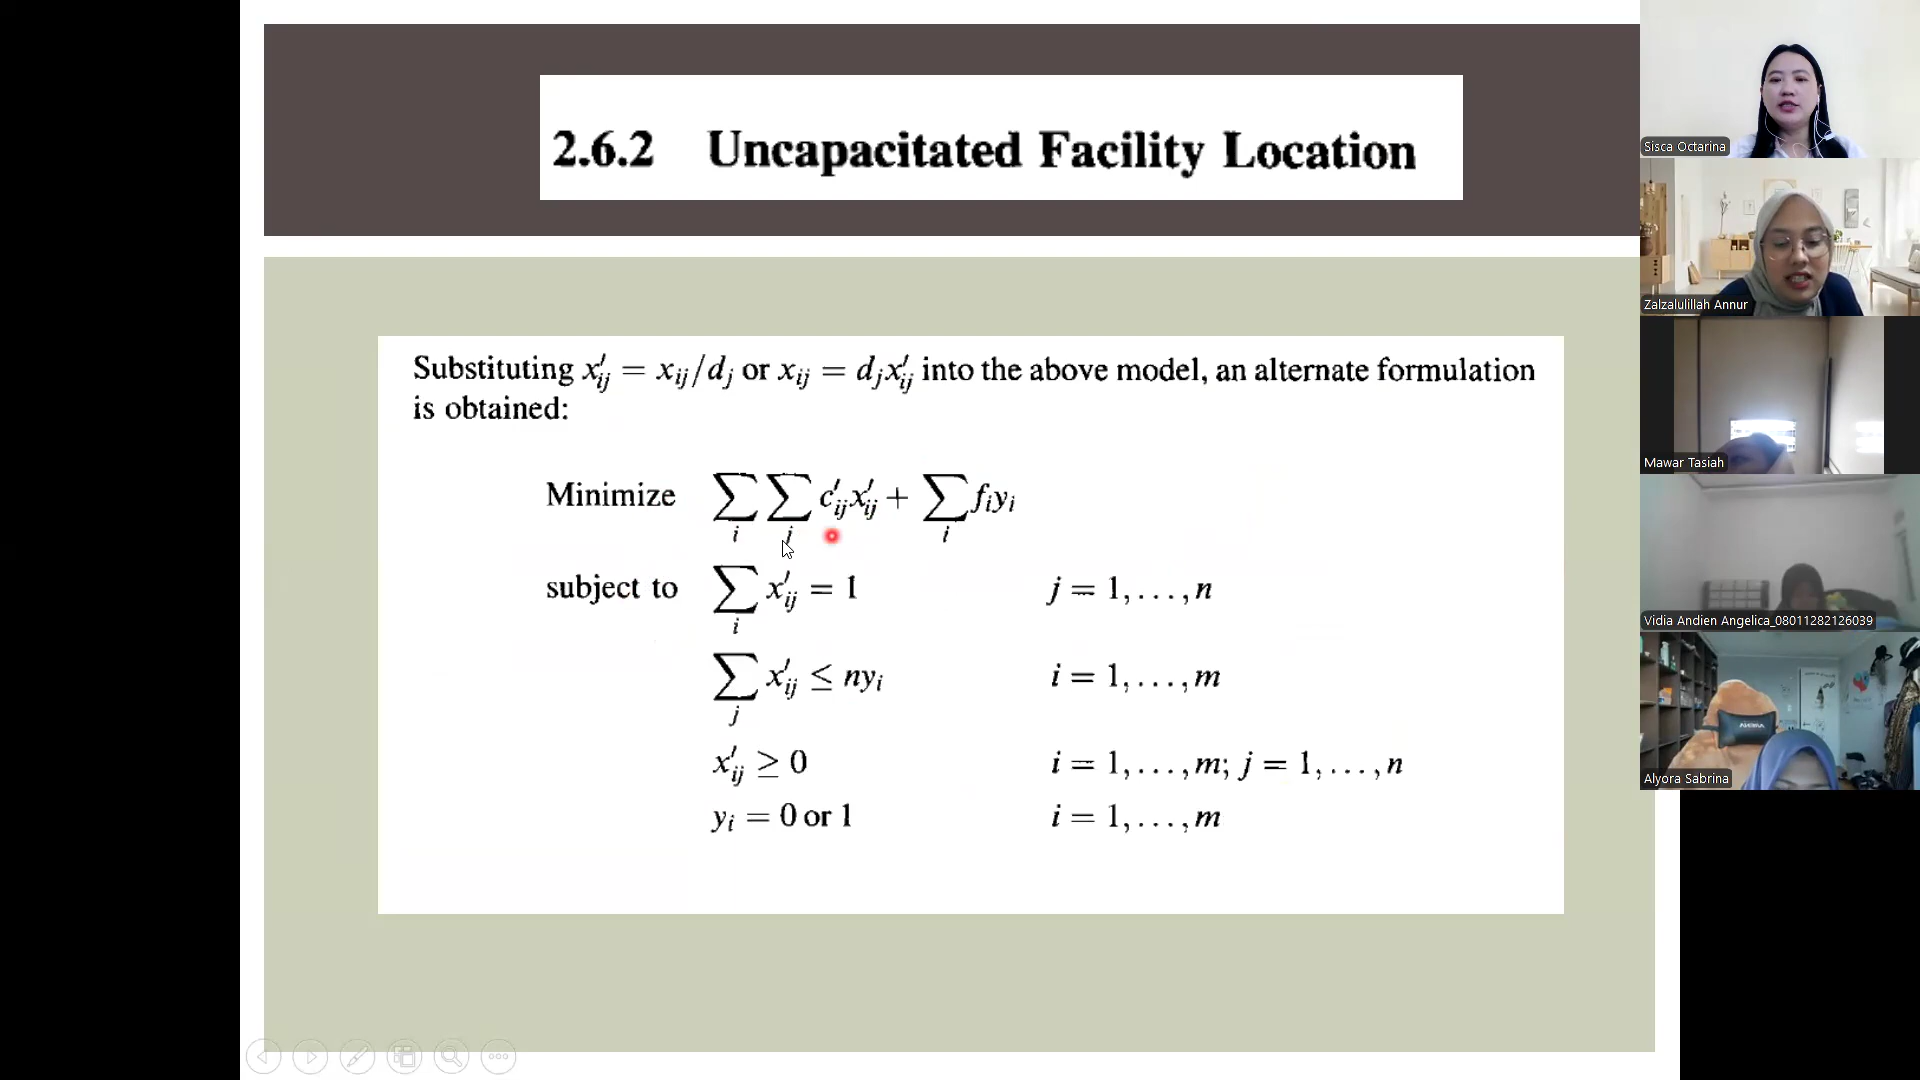 2.6.2 Uncapacitated Facility Location
Substituting x′ᵢⱼ = xᵢⱼ/dⱼ or xᵢⱼ = dⱼx′ᵢⱼ into the above model, an alternate formulation
is obtained:
Minimize ∑ᵢ ∑ⱼ c′ᵢⱼx′ᵢⱼ + ∑ᵢ fᵢyᵢ
subject to ∑ᵢ x′ᵢⱼ = 1 j = 1, . . . , n
∑ⱼ x′ᵢⱼ ≤ nyᵢ i = 1, . . . , m
x′ᵢⱼ ≥ 0 i = 1, . . . , m; j = 1, . . . , n
yᵢ = 0 or 1 i = 1, . . . , m
Sisca Octarina
Zalzalulillah Annur
Mawar Tasiah
Vidia Andien Angelica_08011282126039
Alyora Sabrina